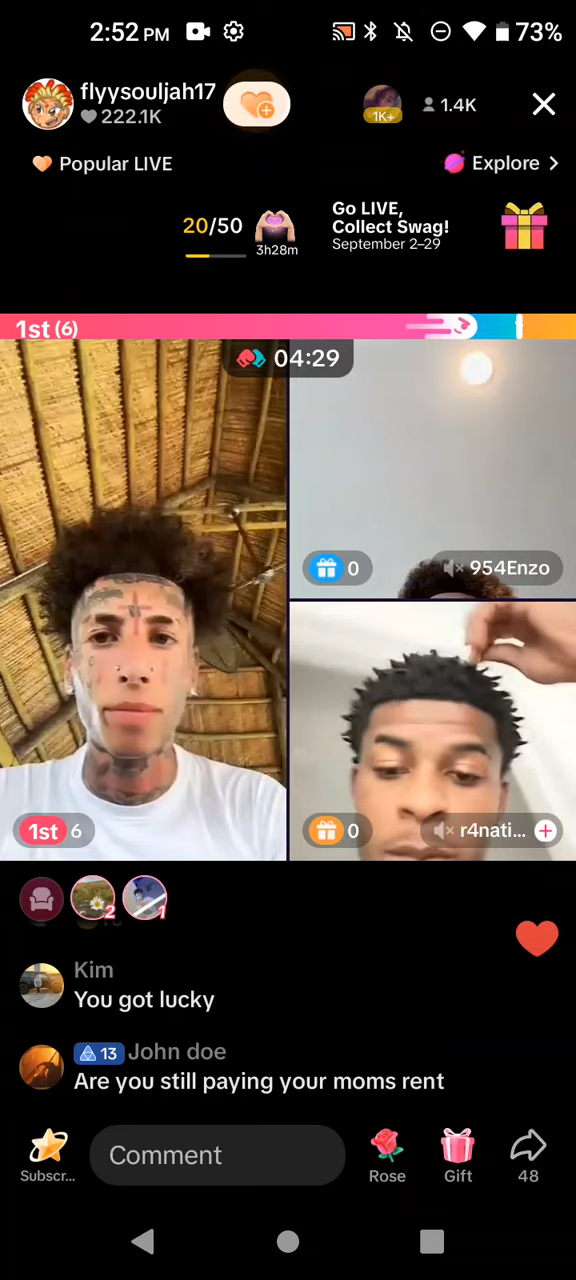 2:52 PM
73%
flyysouljah17
222.1K
1K+
1.4K
Popular LIVE
Explore
20/50
3h28m
Go LIVE,
Collect Swag!
September 2–29
1st (6)
04:29
0
954Enzo
1st 6
0
r4nati...
2
1
Kim
You got lucky
13 John doe
Are you still paying your moms rent
Subscr...
Comment
Rose
Gift
48